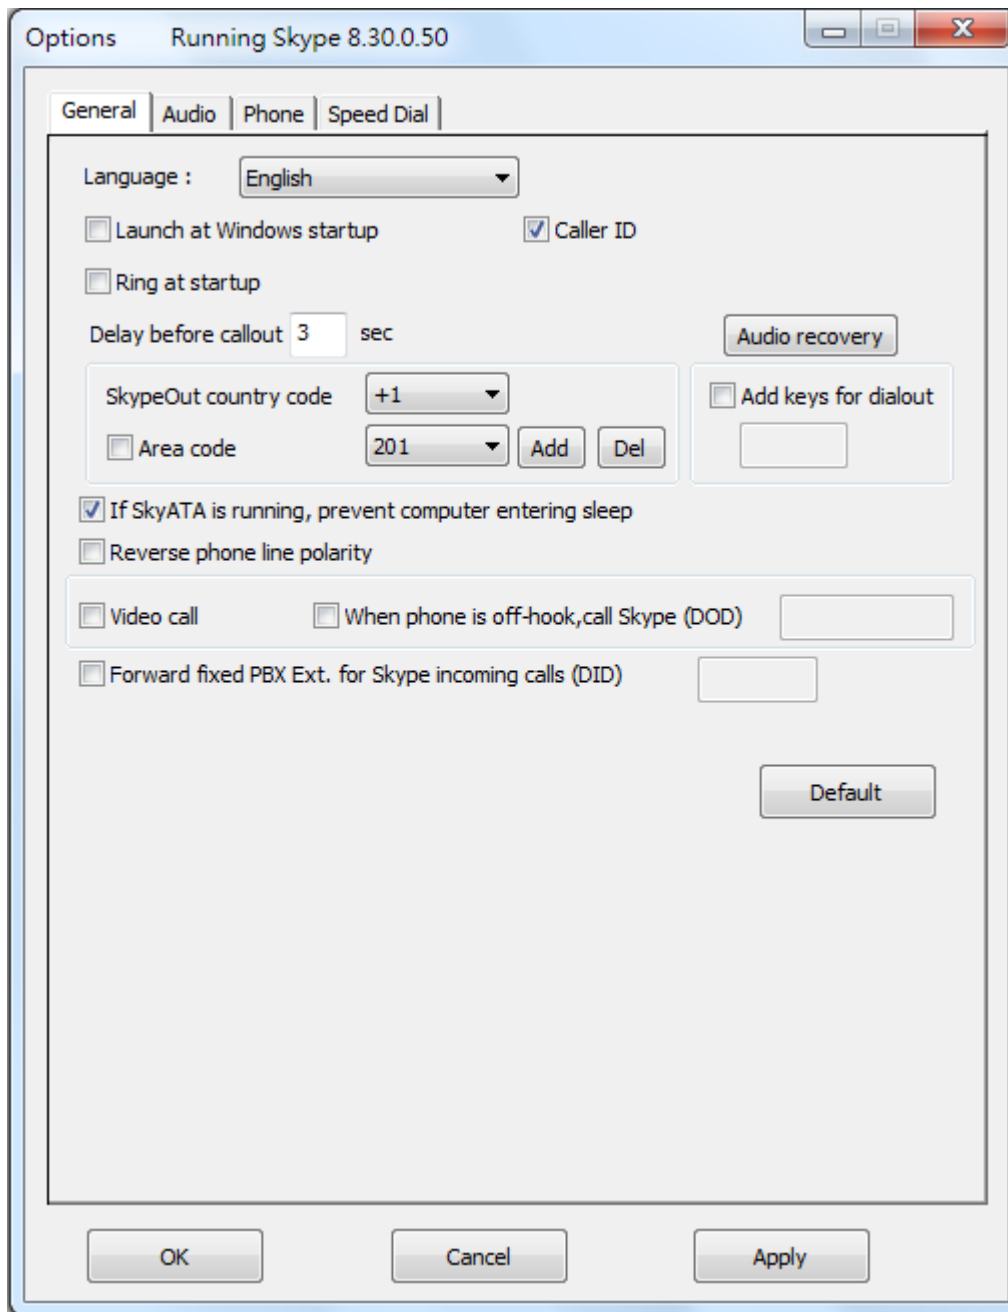 Options Running Skype 8.30.0.50
General Audio Phone Speed Dial
Language : English
Launch at Windows startup Caller ID
Ring at startup
Delay before callout 3 sec Audio recovery
SkypeOut country code +1 Add keys for dialout
Area code 201 Add Del
If SkyATA is running, prevent computer entering sleep
Reverse phone line polarity
Video call When phone is off-hook,call Skype (DOD)
Forward fixed PBX Ext. for Skype incoming calls (DID)
Default
OK Cancel Apply